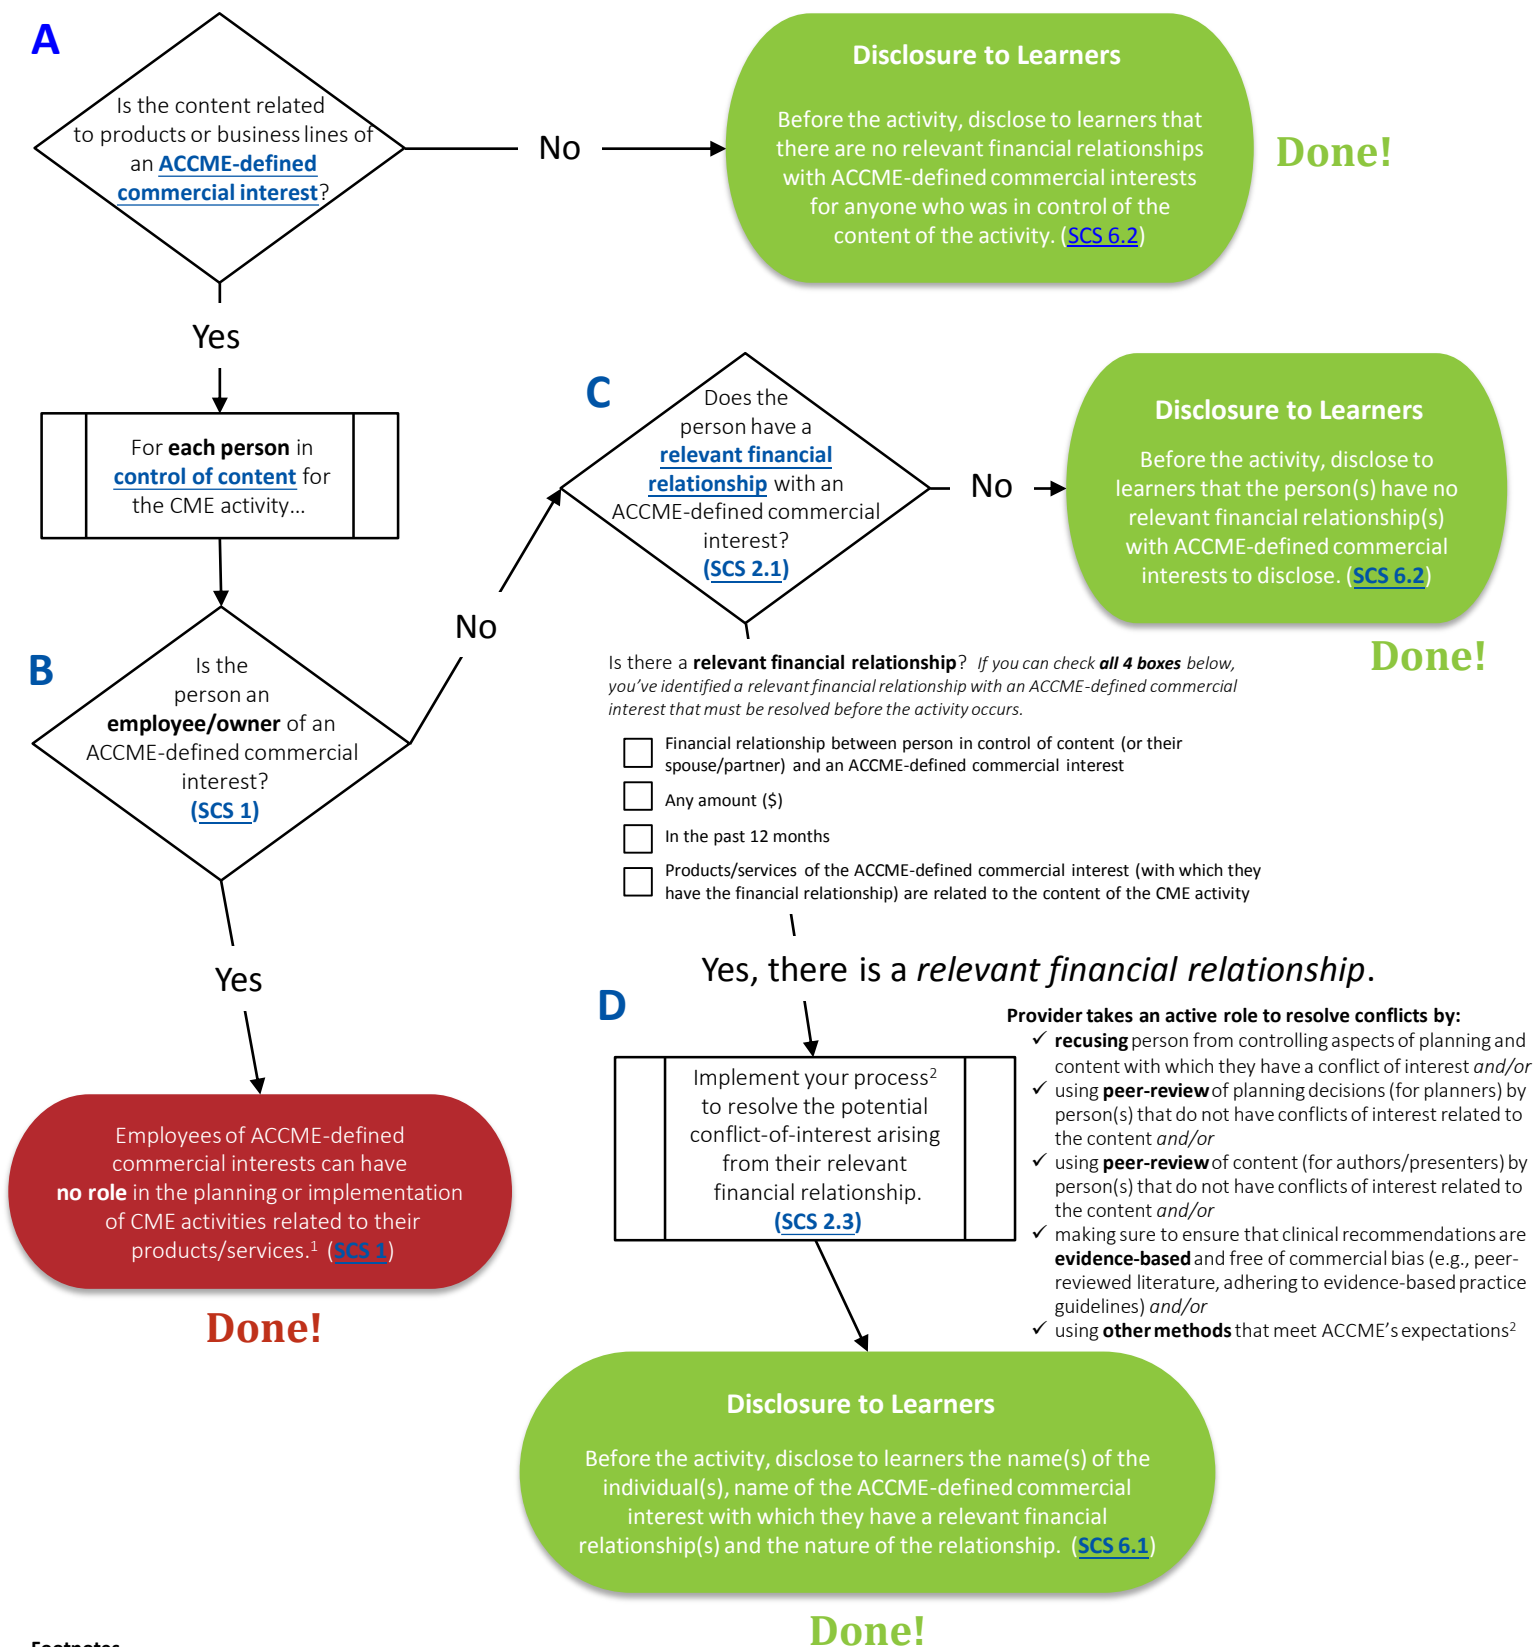 A
Is the content related
to products or business lines of
an ACCME-defined
commercial interest?
No
Disclosure to Learners
Before the activity, disclose to learners that
there are no relevant financial relationships
with ACCME-defined commercial interests
for anyone who was in control of the
content of the activity. (SCS 6.2)
Done!
Yes
For each person in
control of content for
the CME activity…
B
Is the
person an
employee/owner of an
ACCME-defined commercial
interest?
(SCS 1)
No
C
Does the
person have a
relevant financial
relationship with an
ACCME-defined commercial
interest?
(SCS 2.1)
No
Disclosure to Learners
Before the activity, disclose to
learners that the person(s) have no
relevant financial relationship(s)
with ACCME-defined commercial
interests to disclose. (SCS 6.2)
Done!
Is there a relevant financial relationship? If you can check all 4 boxes below,
you've identified a relevant financial relationship with an ACCME-defined commercial
interest that must be resolved before the activity occurs.
Financial relationship between person in control of content (or their
spouse/partner) and an ACCME-defined commercial interest
Any amount ($)
In the past 12 months
Products/services of the ACCME-defined commercial interest (with which they
have the financial relationship) are related to the content of the CME activity
Yes
Employees of ACCME-defined
commercial interests can have
no role in the planning or implementation
of CME activities related to their
products/services.1 (SCS 1)
Done!
Yes, there is a relevant financial relationship.
D
Implement your process2
to resolve the potential
conflict-of-interest arising
from their relevant
financial relationship.
(SCS 2.3)
Provider takes an active role to resolve conflicts by:
✓ recusing person from controlling aspects of planning and
content with which they have a conflict of interest and/or
✓ using peer-review of planning decisions (for planners) by
person(s) that do not have conflicts of interest related to
the content and/or
✓ using peer-review of content (for authors/presenters) by
person(s) that do not have conflicts of interest related to
the content and/or
✓ making sure to ensure that clinical recommendations are
evidence-based and free of commercial bias (e.g., peer-
reviewed literature, adhering to evidence-based practice
guidelines) and/or
✓ using other methods that meet ACCME's expectations2
Disclosure to Learners
Before the activity, disclose to learners the name(s) of the
individual(s), name of the ACCME-defined commercial
interest with which they have a relevant financial
relationship(s) and the nature of the relationship. (SCS 6.1)
Done!
Footnotes